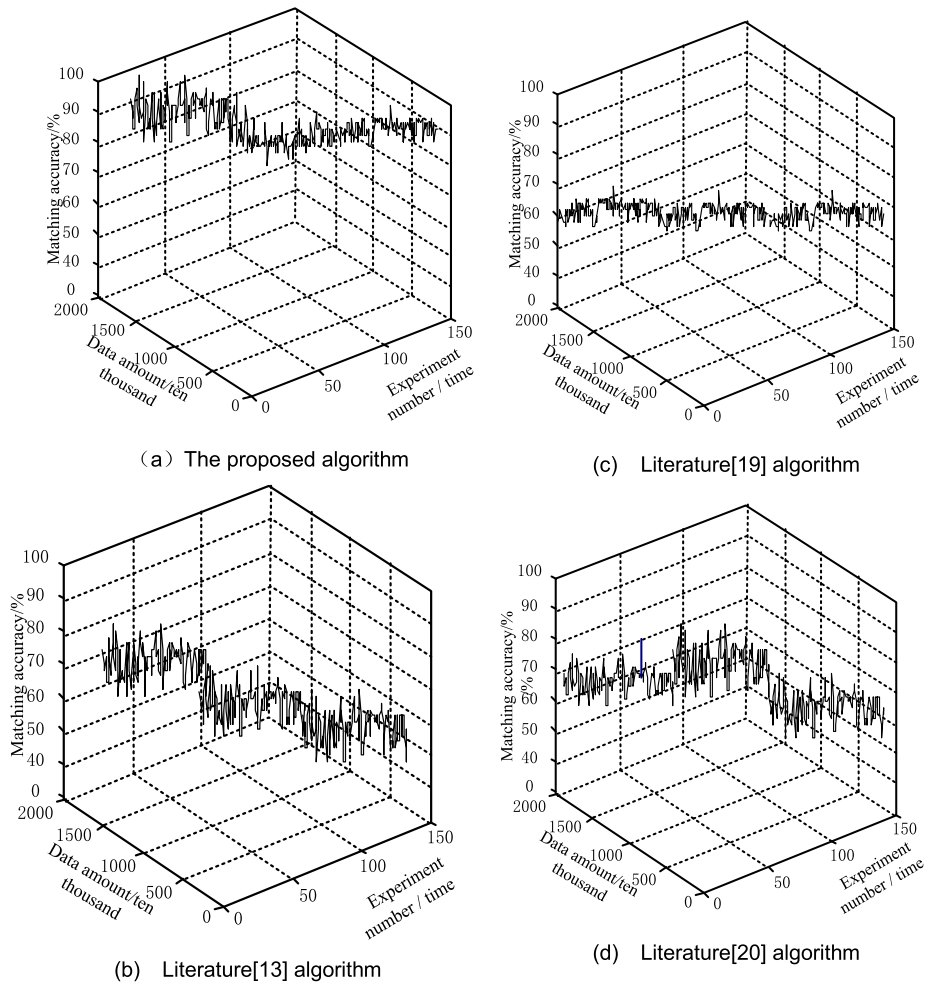 100
90
80
70
60
50
40
0
Matching accuracy/%
2000
1500
1000
500
0
Data amount/ten
thousand
0
50
100
150
Experiment
number / time
(a) The proposed algorithm
100
90
80
70
60
50
40
0
Matching accuracy/%
2000
1500
1000
500
0
Data amount/ten
thousand
0
50
100
150
Experiment
number / time
(c) Literature[19] algorithm
100
90
80
70
60
50
40
0
Matching accuracy/%
2000
1500
1000
500
0
Data amount/ten
thousand
0
50
100
150
Experiment
number / time
(b) Literature[13] algorithm
100
90
80
70
60
50
40
0
Matching accuracy/%
/%
2000
1500
1000
500
0
Data amount/ten
thousand
0
50
100
150
Experiment
number / time
(d) Literature[20] algorithm